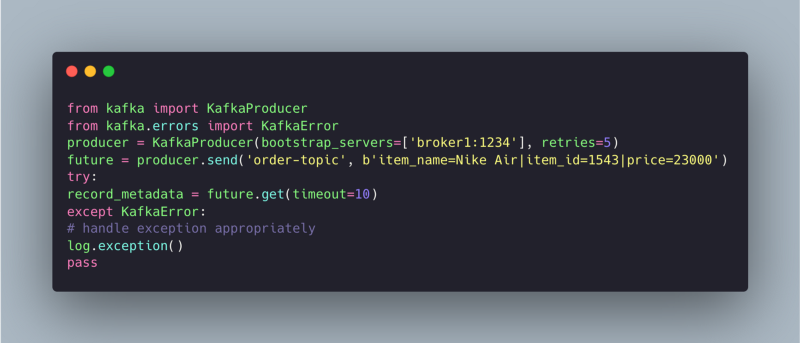 from kafka import KafkaProducer
from kafka.errors import KafkaError
producer = KafkaProducer(bootstrap_servers=['broker1:1234'], retries=5)
future = producer.send('order-topic', b'item_name=Nike Air|item_id=1543|price=23000')
try:
record_metadata = future.get(timeout=10)
except KafkaError:
# handle exception appropriately
log.exception()
pass